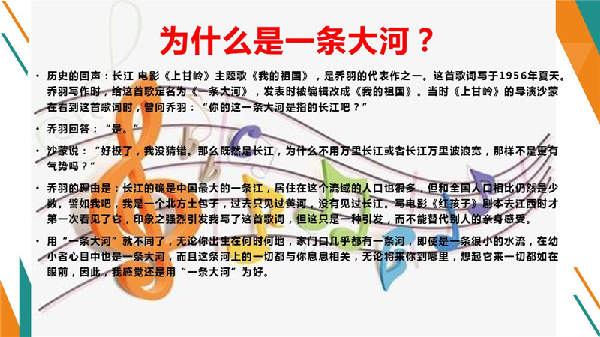 为什么是一条大河？
• 历史的回声：长江 电影《上甘岭》主题歌《我的祖国》，是乔羽的代表作之一。这首歌词写于1956年夏天。
乔羽写作时，给这首歌定名为《一条大河》，发表时被编辑改成《我的祖国》。当时《上甘岭》的导演沙蒙
在看到这首歌词时，曾问乔羽：“你的这一条大河是指的长江吧？”
• 乔羽回答：“是。”
• 沙蒙说：“好极了，我没猜错。那么既然是长江，为什么不用万里长江或者长江万里波浪宽，那样不是更有
气势吗？”
• 乔羽的理由是：长江的确是中国最大的一条江，居住在这个流域的人口也很多，但和全国人口相比仍然是少
数。譬如我吧，我是一个北方土包子，过去只见过黄河，没有见过长江。写电影《红孩子》剧本去江西时才
第一次看见了它，印象之强烈引发我写了这首歌词，但这只是一种引发，而不能替代别人的亲身感受。
• 用“一条大河”就不同了，无论你出生在何时何地，家门口几乎都有一条河，即使是一条很小的水流，在幼
小者心目中也是一条大河，而且这条河上的一切都与你息息相关，无论将来你到哪里，想起它来一切都如在
眼前，因此，我感觉还是用“一条大河”为好。